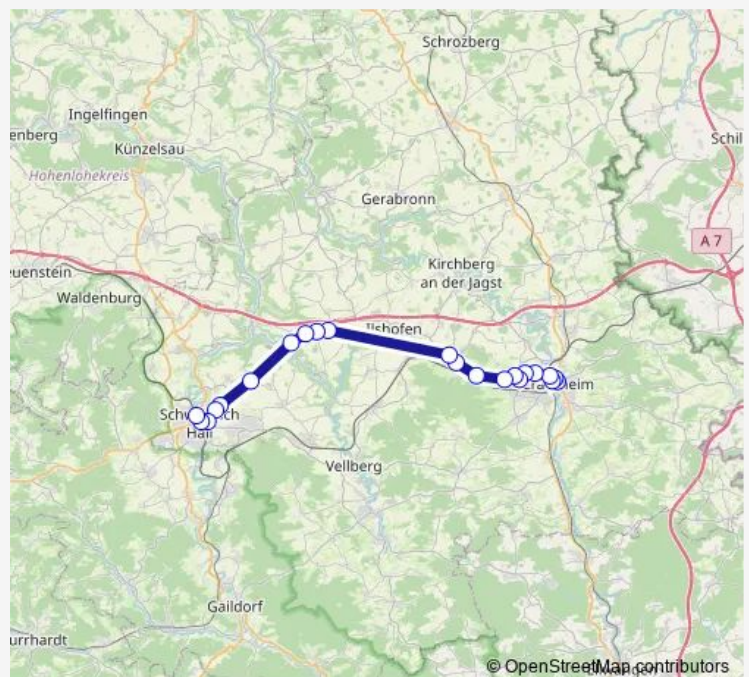 Schrozberg
Ingelfingen
enberg
Künzelsau
Schil
Hohenlohekreis
Gerabronn
A 7
Kirchberg
an der Jagst
euenstein
Waldenburg
Ilshofen
Hall
Vellberg
Gaildorf
urrhardt
© OpenStreetMap contributors